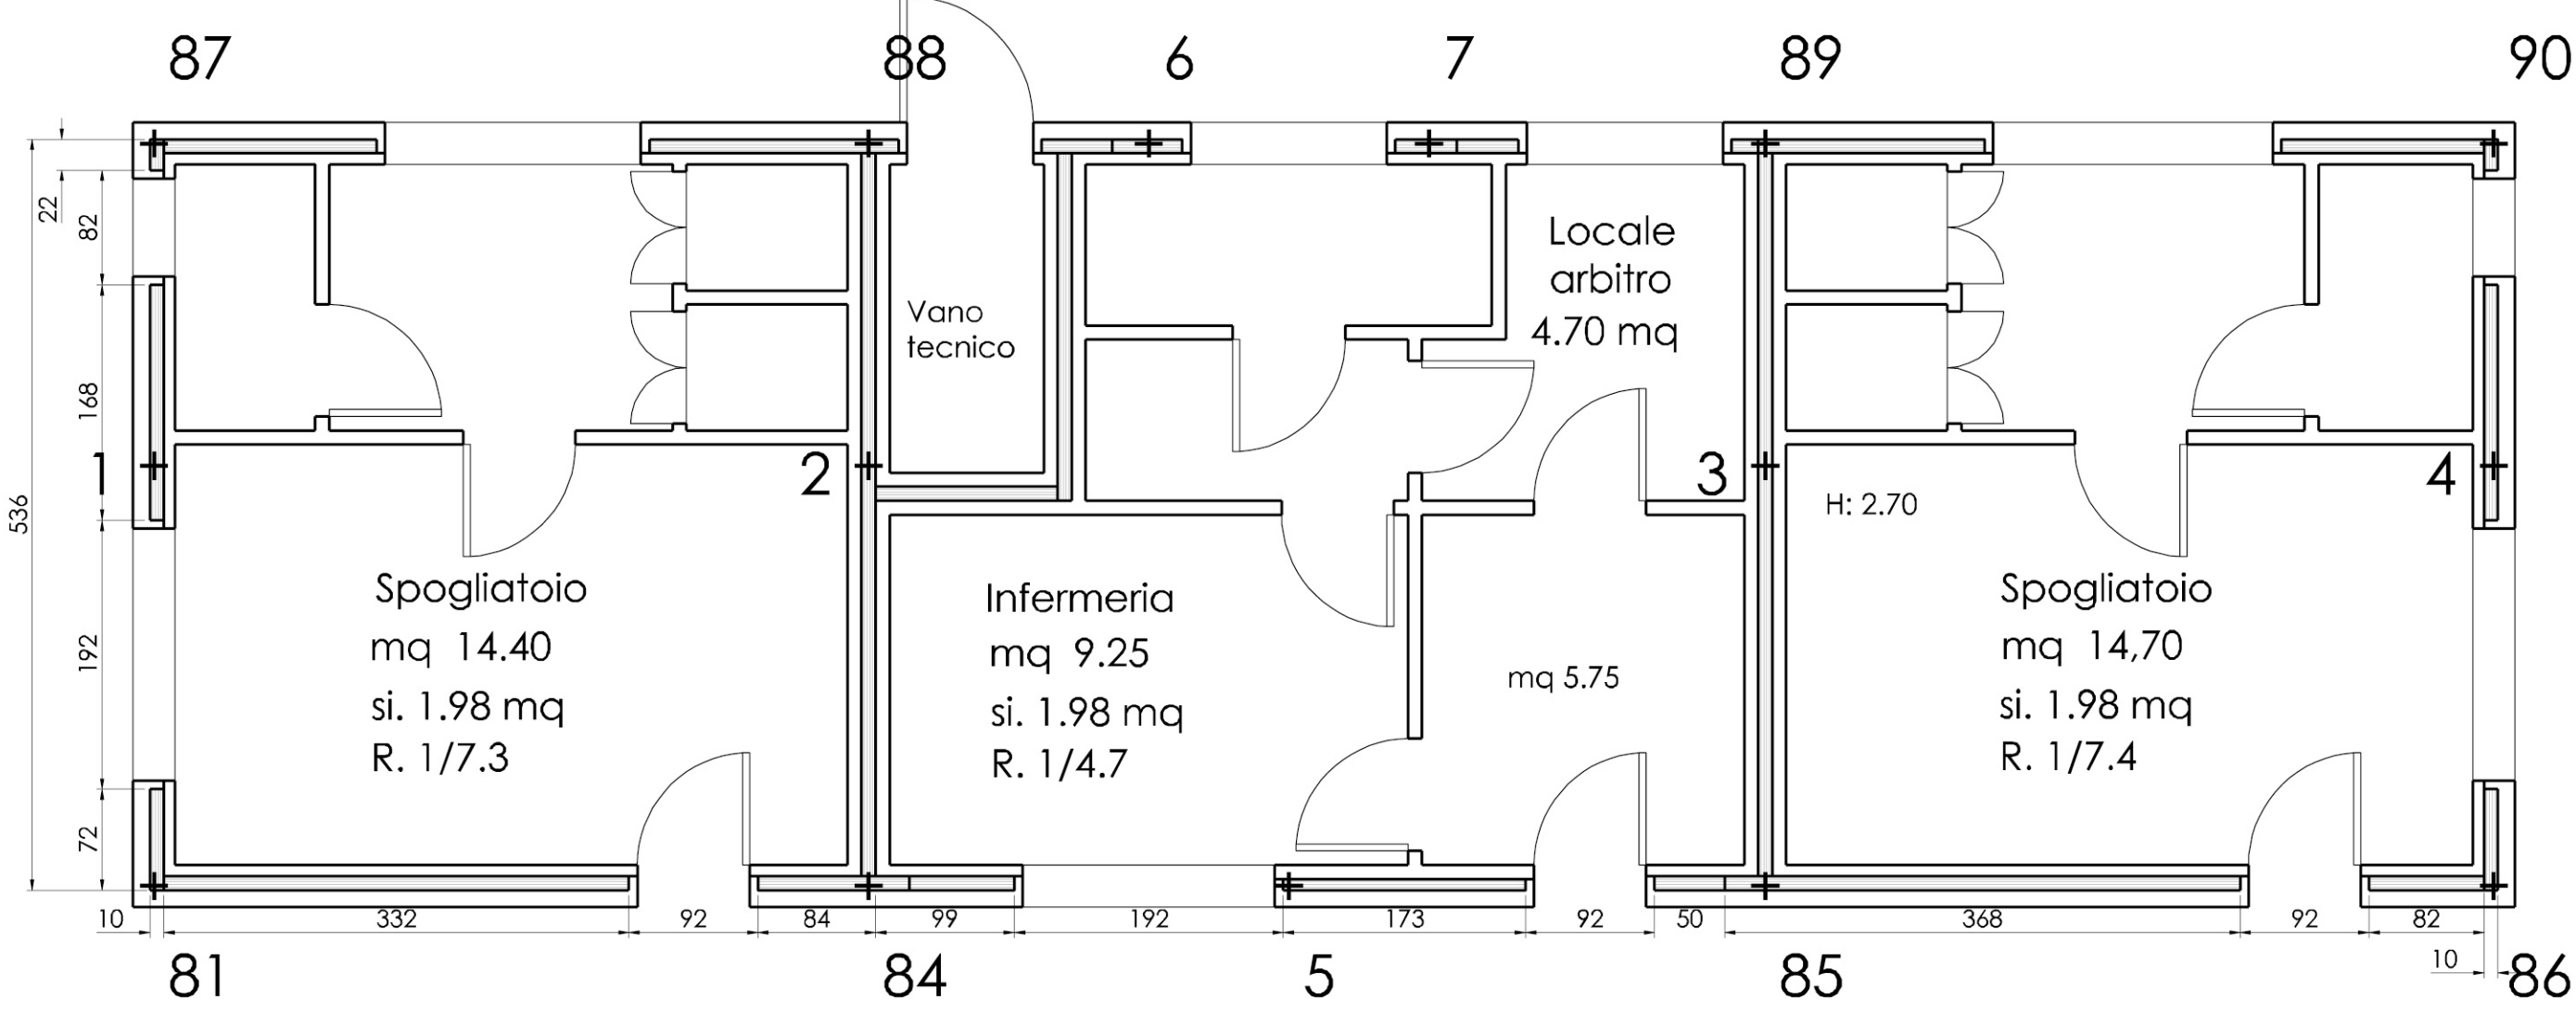 87
88
6
7
89
90
22
82
168
536
192
72
1
2
3
4
Vano
tecnico
Locale
arbitro
4.70 mq
H: 2.70
Spogliatoio
mq 14.40
si. 1.98 mq
R. 1/7.3
Infermeria
mq 9.25
si. 1.98 mq
R. 1/4.7
mq 5.75
Spogliatoio
mq 14,70
si. 1.98 mq
R. 1/7.4
10 332 92 84 99 192 173 92 50 368 92 82
10
81
84
5
85
86